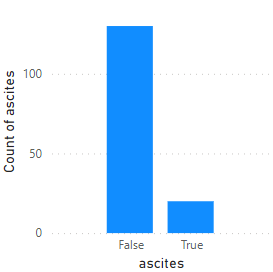 Count of ascites
100
50
0
False True
ascites